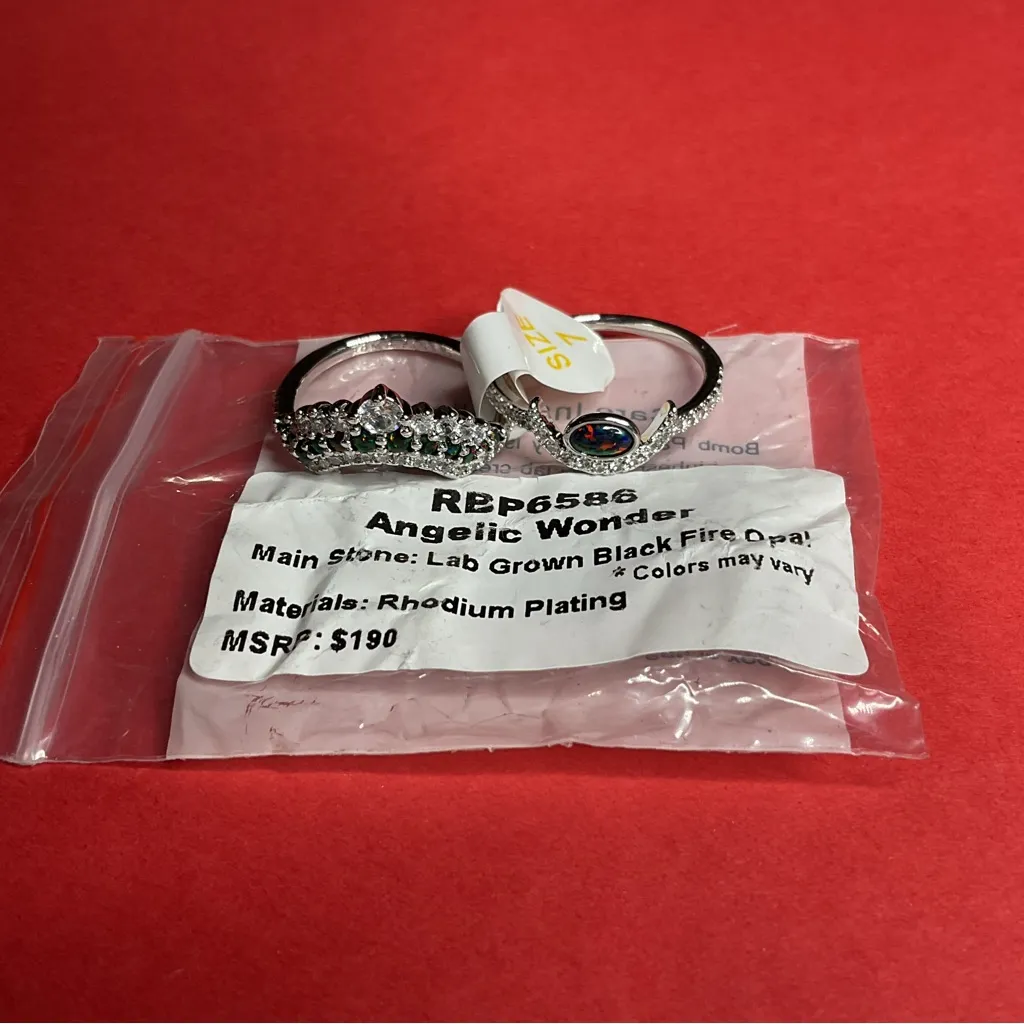 SIZE
7
RBP6586
Angelic Wonder
Main stone: Lab Grown Black Fire Opal
* Colors may vary
Materials: Rhodium Plating
MSRP: $190
Bomb P